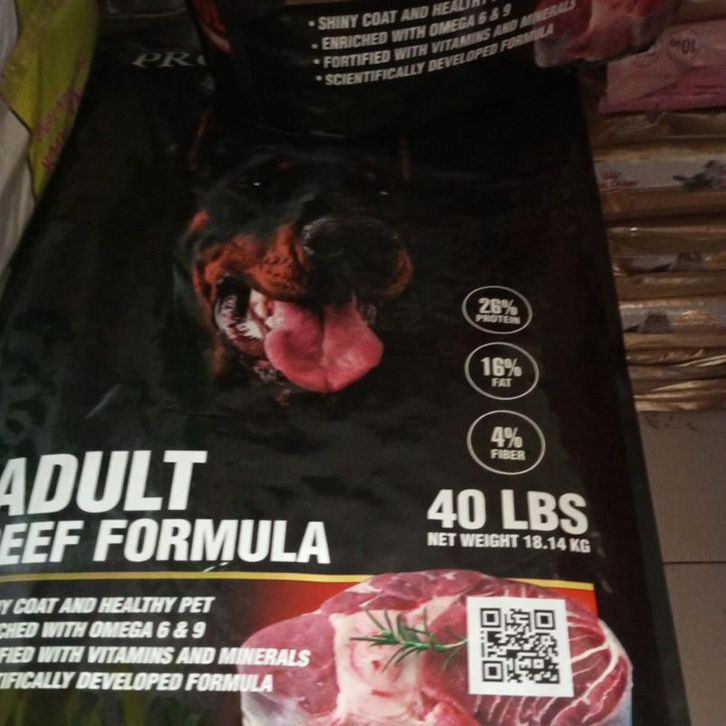 SHINY COAT AND HEALTHY
• ENRICHED WITH OMEGA 6 & 9
• FORTIFIED WITH VITAMINS AND MINERALS
• SCIENTIFICALLY DEVELOPED FORMULA
26%
PROTEIN
16%
FAT
4%
FIBER
ADULT
EEF FORMULA
40 LBS
NET WEIGHT 18.14 KG
Y COAT AND HEALTHY PET
CHED WITH OMEGA 6 & 9
FIED WITH VITAMINS AND MINERALS
TIFICALLY DEVELOPED FORMULA